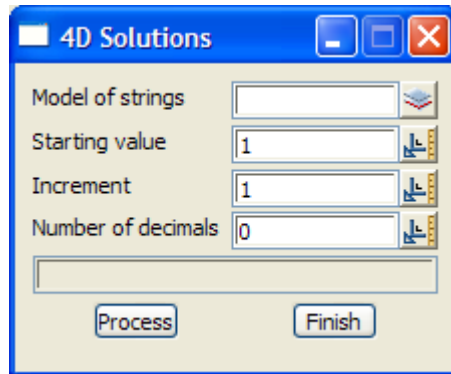 4D Solutions
Model of strings
Starting value 1
Increment 1
Number of decimals 0
Process Finish